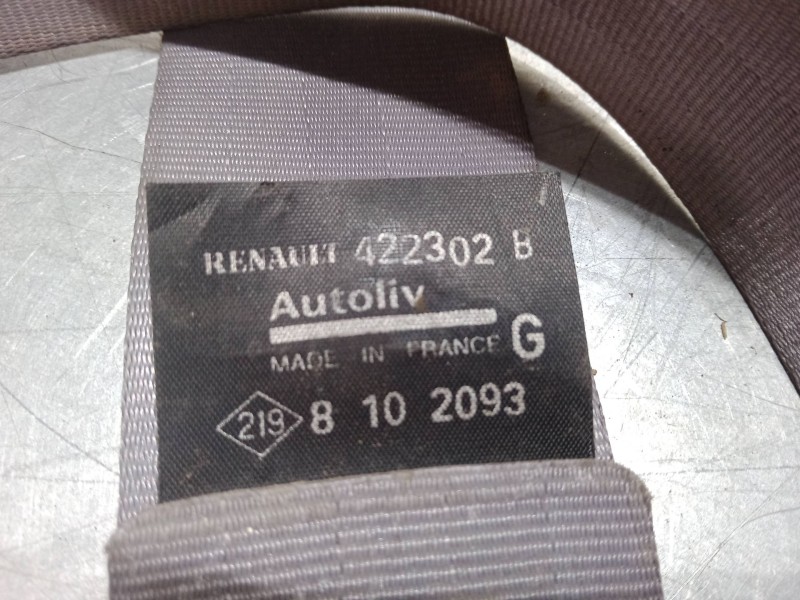 RENAULT 422302 B
Autoliv
MADE IN FRANCE G
219 8 10 2093